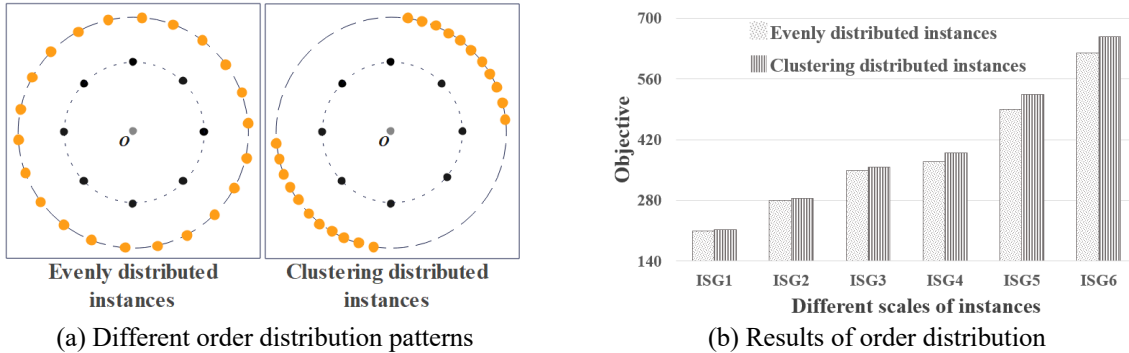 O
O
Evenly distributed
instances
Clustering distributed
instances
(a) Different order distribution patterns
700
560
420
280
140
Objective
Evenly distributed instances
Clustering distributed instances
ISG1 ISG2 ISG3 ISG4 ISG5 ISG6
Different scales of instances
(b) Results of order distribution